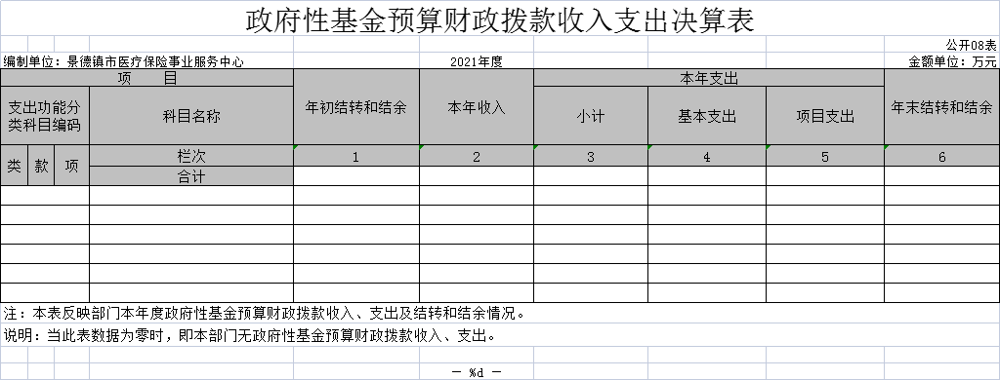 政府性基金预算财政拨款收入支出决算表
公开08表
编制单位：景德镇市医疗保险事业服务中心 2021年度 金额单位：万元
项 目 年初结转和结余 本年收入 本年支出 年末结转和结余
支出功能分类科目编码 科目名称 小计 基本支出 项目支出
类 款 项 栏次 1 2 3 4 5 6
合计
注：本表反映部门本年度政府性基金预算财政拨款收入、支出及结转和结余情况。
说明：当此表数据为零时，即本部门无政府性基金预算财政拨款收入、支出。
— %d —